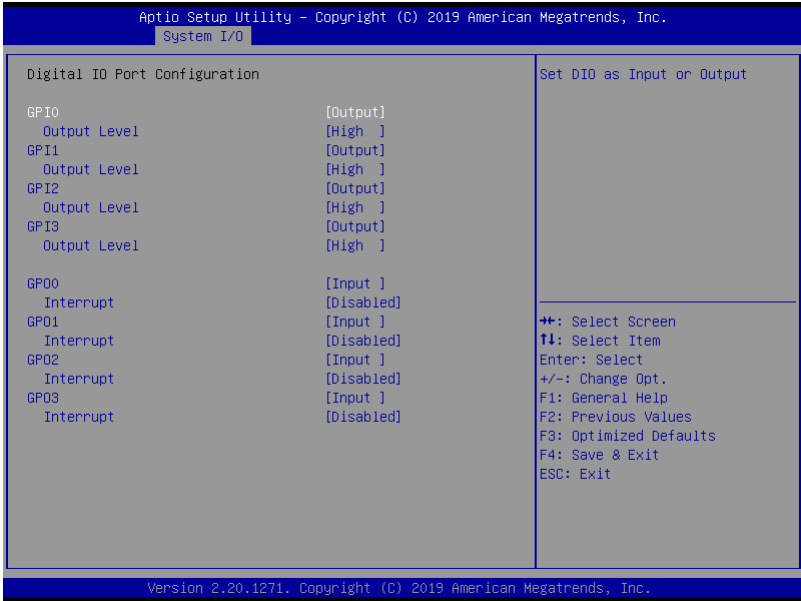 Aptio Setup Utility – Copyright (C) 2019 American Megatrends, Inc.
System I/O
Digital IO Port Configuration
GPI0 [Output]
Output Level [High ]
GPI1 [Output]
Output Level [High ]
GPI2 [Output]
Output Level [High ]
GPI3 [Output]
Output Level [High ]
GPO0 [Input ]
Interrupt [Disabled]
GPO1 [Input ]
Interrupt [Disabled]
GPO2 [Input ]
Interrupt [Disabled]
GPO3 [Input ]
Interrupt [Disabled]
Set DIO as Input or Output
→←: Select Screen
↑↓: Select Item
Enter: Select
+/-: Change Opt.
F1: General Help
F2: Previous Values
F3: Optimized Defaults
F4: Save & Exit
ESC: Exit
Version 2.20.1271. Copyright (C) 2019 American Megatrends, Inc.